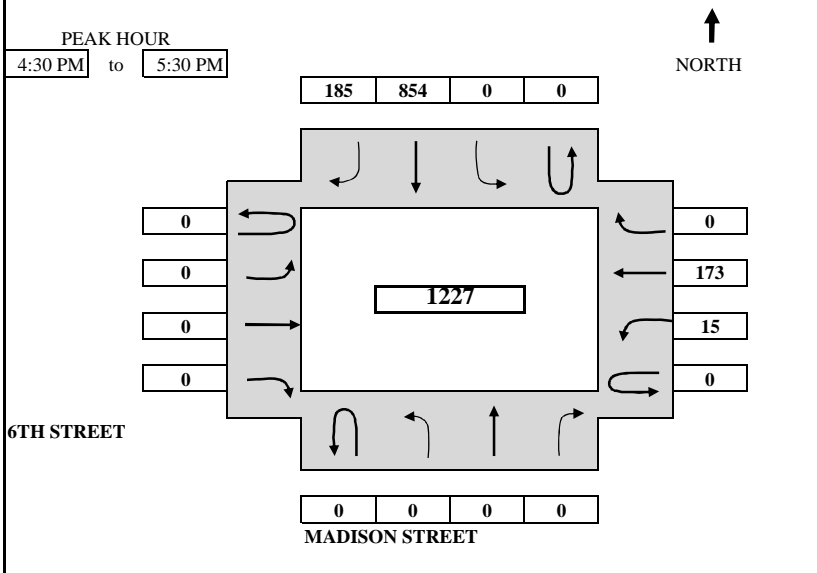 PEAK HOUR
4:30 PM to 5:30 PM
NORTH
185 854 0 0
0 0
0 173
1227
0 15
0 0
6TH STREET
0 0 0 0
MADISON STREET